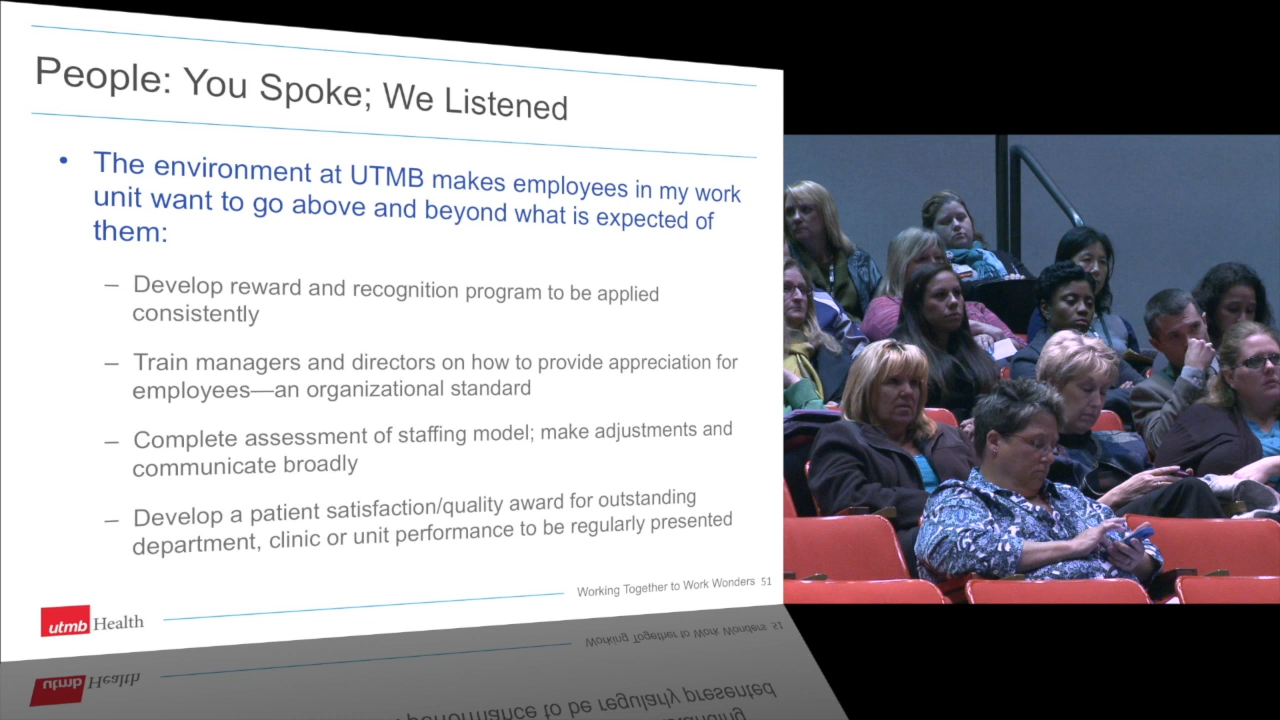 People: You Spoke; We Listened
• The environment at UTMB makes employees in my work
unit want to go above and beyond what is expected of
them:
– Develop reward and recognition program to be applied
consistently
– Train managers and directors on how to provide appreciation for
employees—an organizational standard
– Complete assessment of staffing model; make adjustments and
communicate broadly
– Develop a patient satisfaction/quality award for outstanding
department, clinic or unit performance to be regularly presented
Working Together to Work Wonders 51
utmb Health